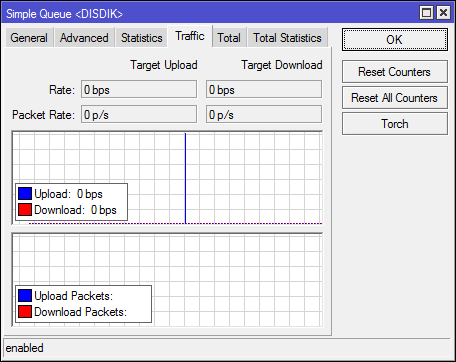 Simple Queue <DISDIK>
General Advanced Statistics Traffic Total Total Statistics
OK
Target Upload Target Download
Rate: 0 bps 0 bps
Reset Counters
Packet Rate: 0 p/s 0 p/s
Reset All Counters
Torch
Upload: 0 bps
Download: 0 bps
Upload Packets:
Download Packets:
enabled